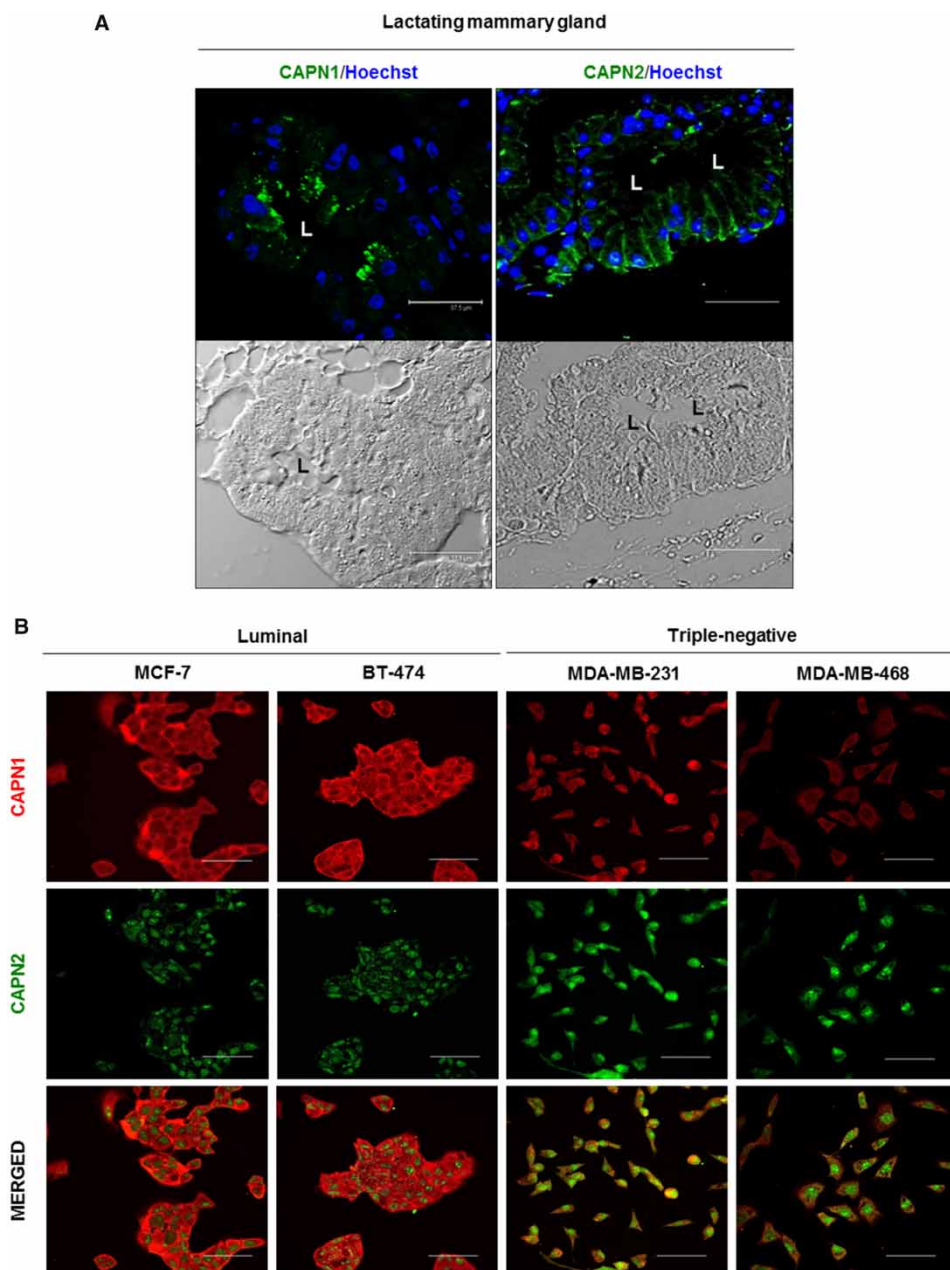 A
Lactating mammary gland
CAPN1/Hoechst CAPN2/Hoechst
L L
L
L L
L
B
Luminal Triple-negative
MCF-7 BT-474 MDA-MB-231 MDA-MB-468
CAPN1
CAPN2
MERGED